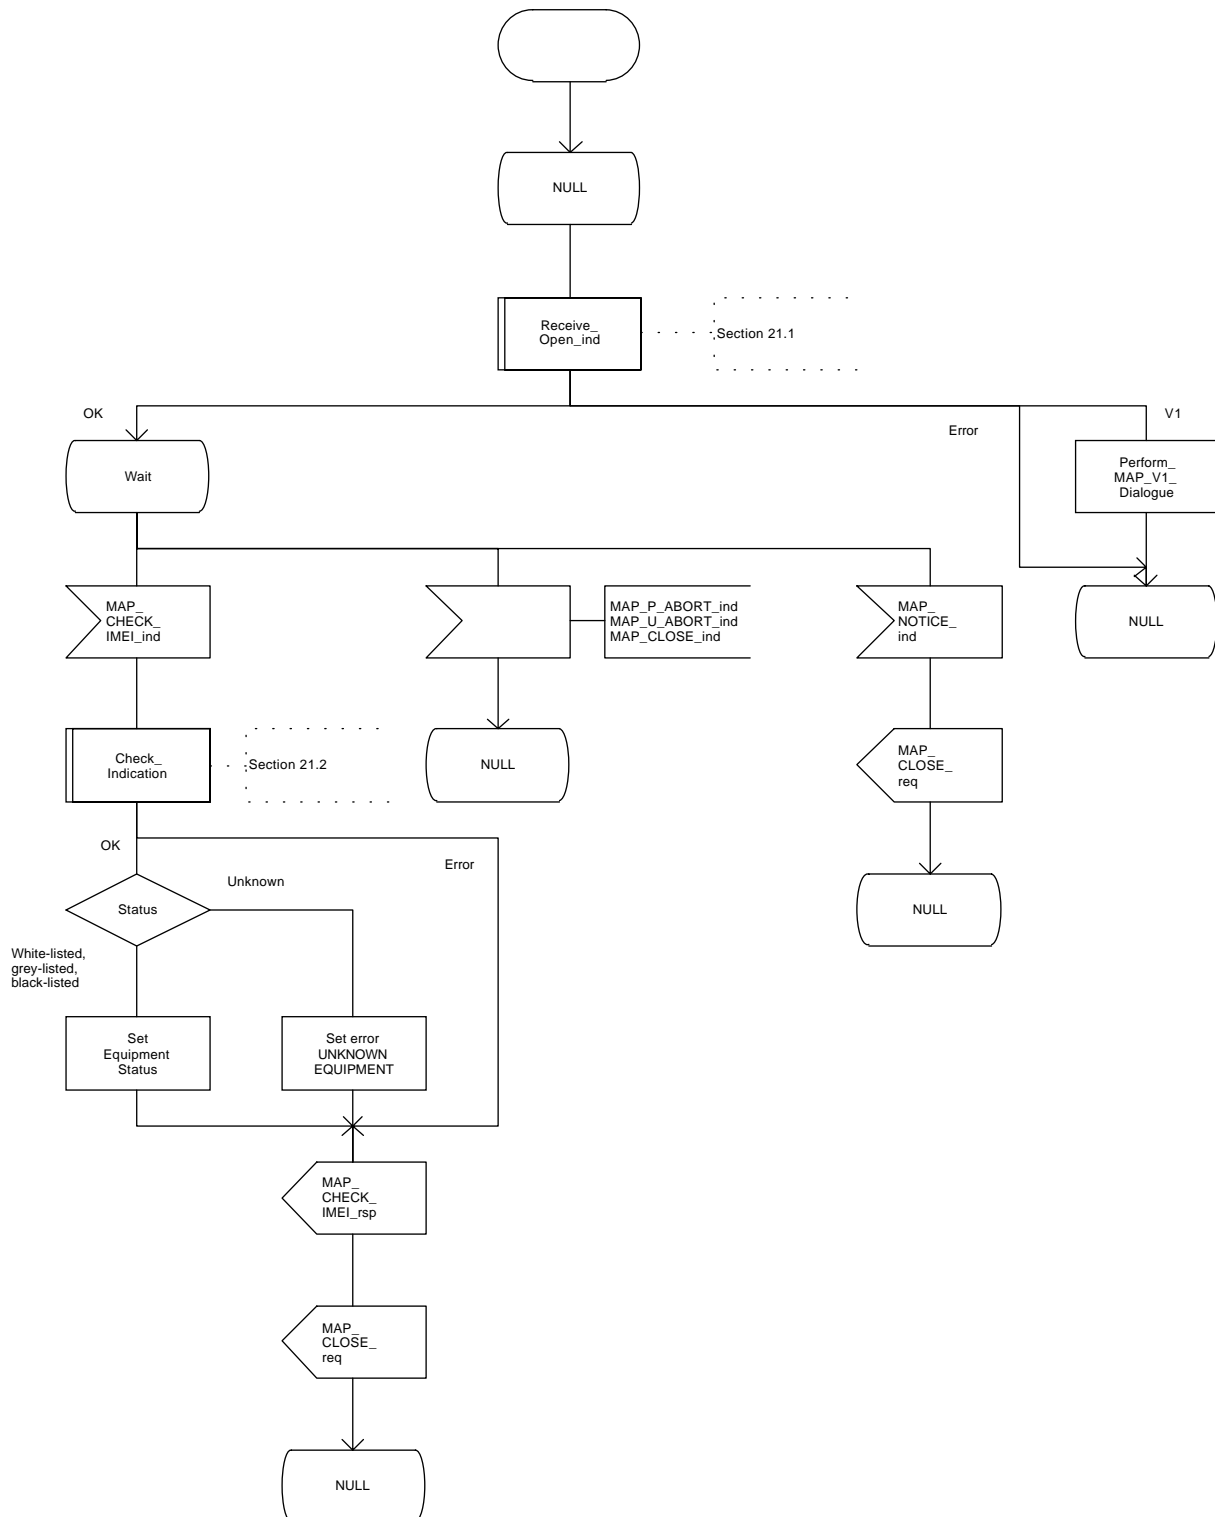 NULL
Receive_
Open_ind
Section 21.1
OK
Error
V1
Wait
Perform_
MAP_V1_
Dialogue
MAP_
CHECK_
IMEI_ind
MAP_P_ABORT_ind
MAP_U_ABORT_ind
MAP_CLOSE_ind
MAP_
NOTICE_
ind
NULL
Check_
Indication
Section 21.2
NULL
MAP_
CLOSE_
req
OK
Error
Unknown
Status
NULL
White-listed,
grey-listed,
black-listed
Set
Equipment
Status
Set error
UNKNOWN
EQUIPMENT
MAP_
CHECK_
IMEI_rsp
MAP_
CLOSE_
req
NULL